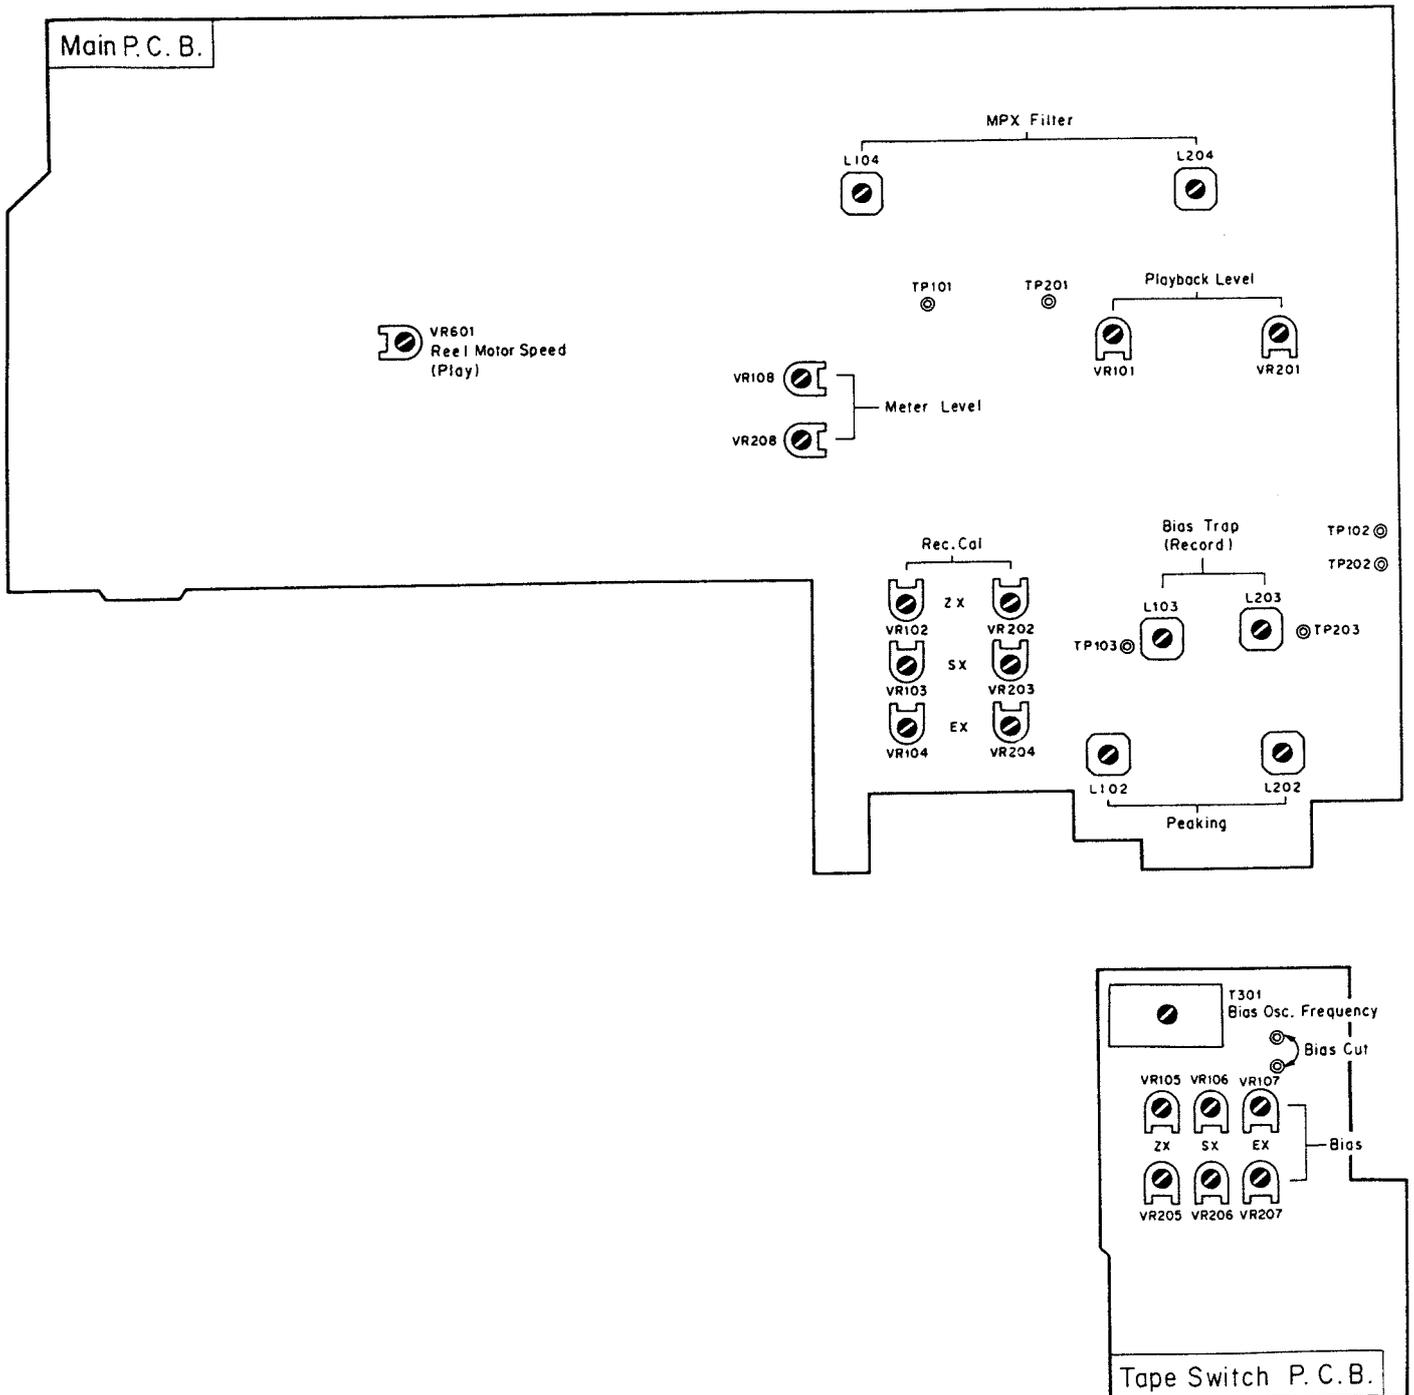 Main P. C. B.
MPX Filter
L104
L204
TP101
TP201
Playback Level
VR601
Reel Motor Speed
(Play)
VR101
VR201
VR108
Meter Level
VR208
Rec. Cal
Bias Trap
(Record)
TP102
TP202
ZX
VR102
VR202
L103
L203
TP103
TP203
SX
VR103
VR203
EX
VR104
VR204
L102
L202
Peaking
T301
Bias Osc. Frequency
Bias Cut
VR105 VR106 VR107
ZX SX EX
Bias
VR205 VR206 VR207
Tape Switch P. C. B.